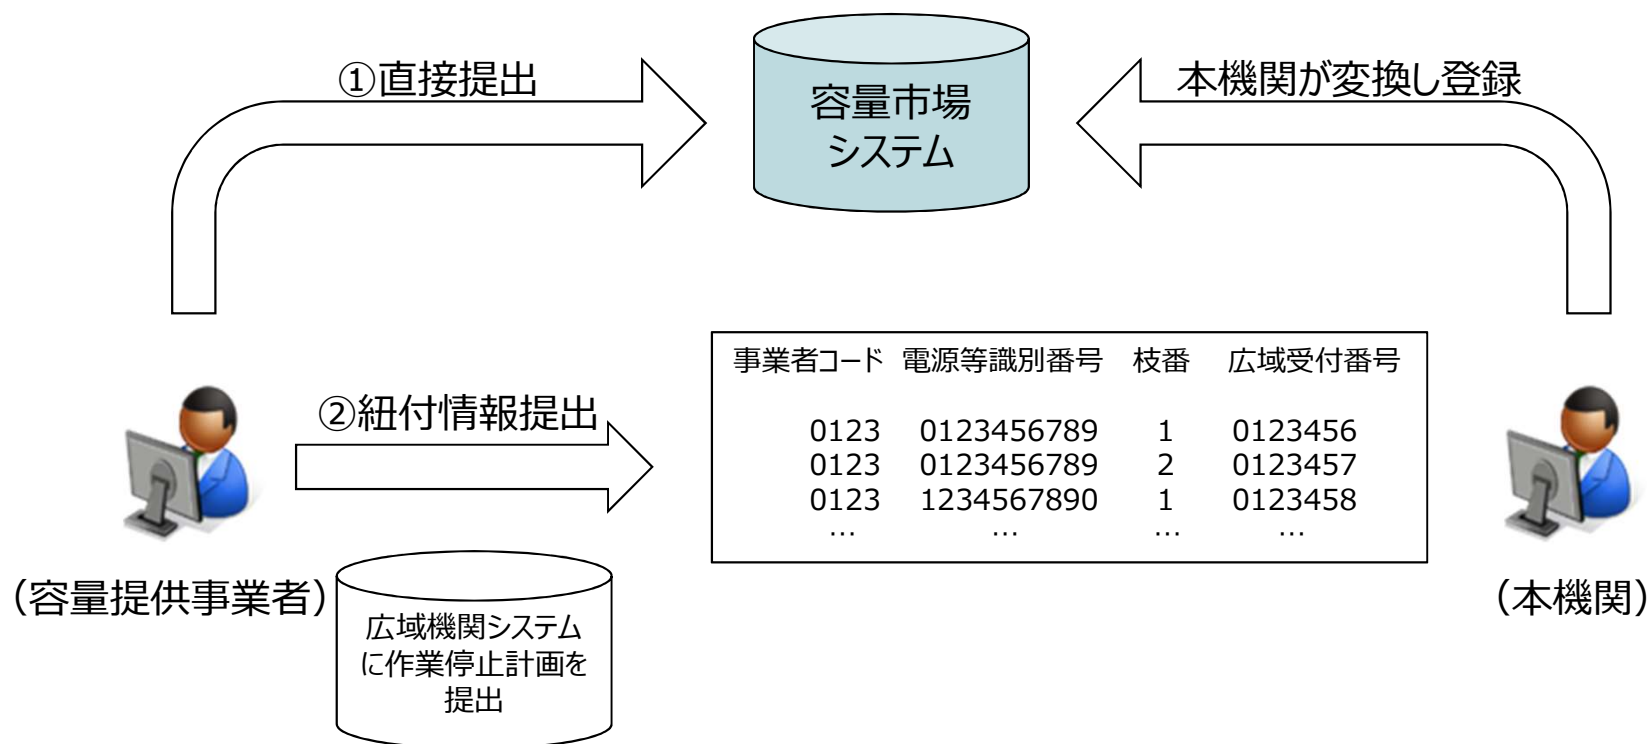 ①直接提出
容量市場
システム
本機関が変換し登録
②紐付情報提出
事業者コード 電源等識別番号 枝番 広域受付番号
0123 0123456789 1 0123456
0123 0123456789 2 0123457
0123 1234567890 1 0123458
… … … …
（容量提供事業者）
広域機関システム
に作業停止計画を
提出
（本機関）